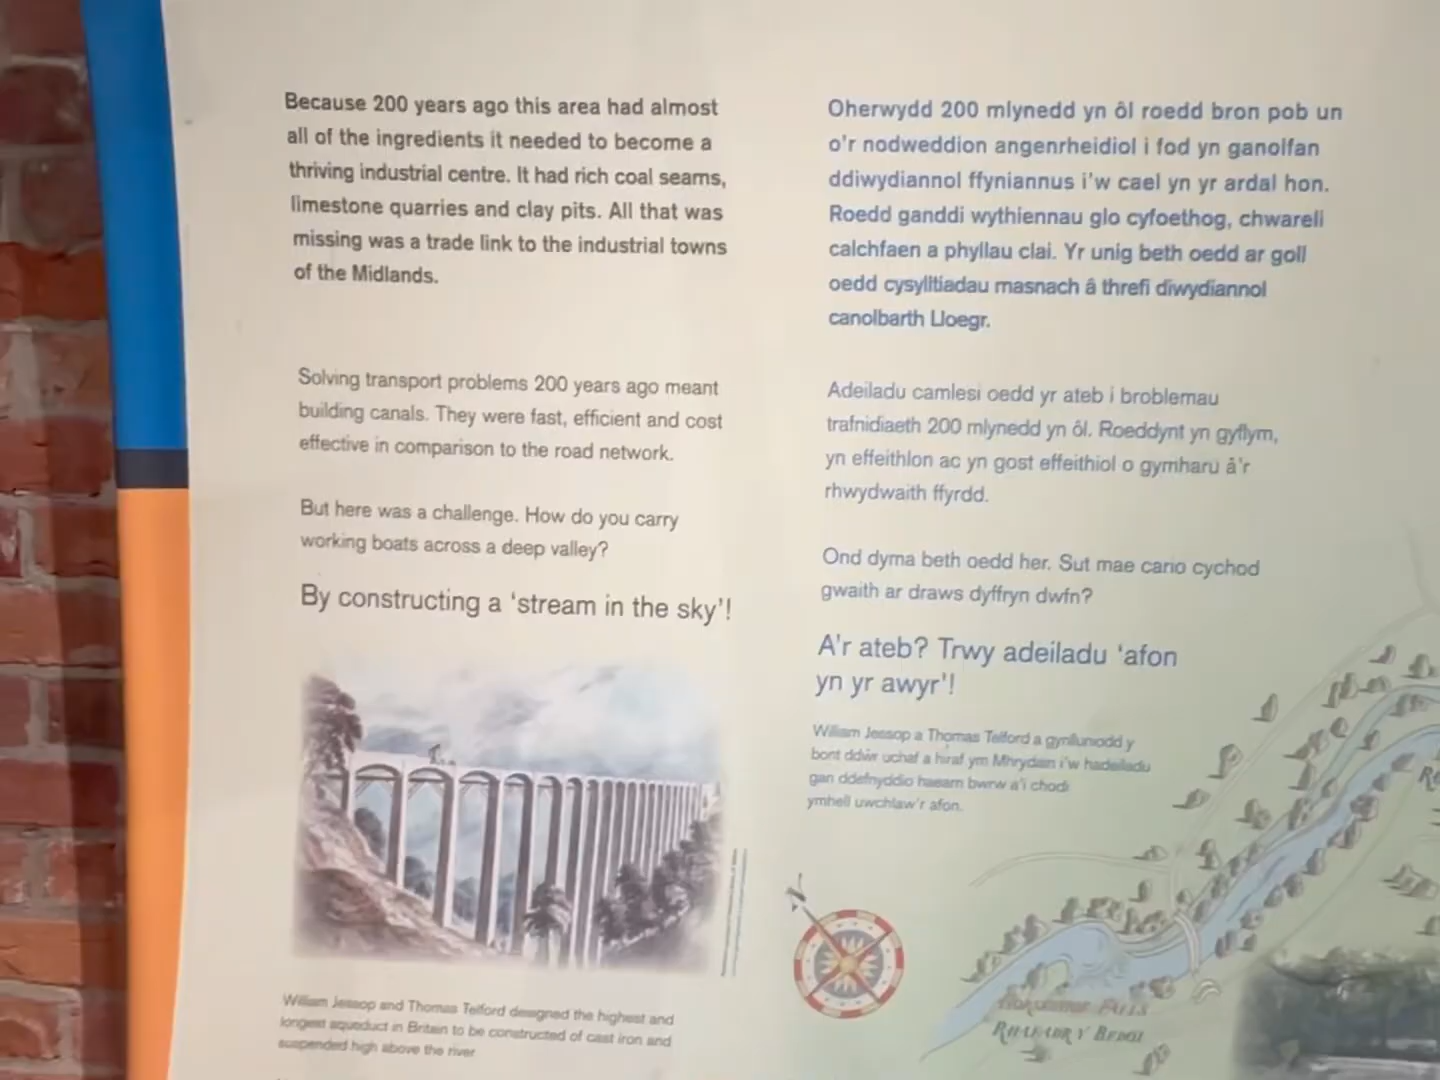 Because 200 years ago this area had almost
all of the ingredients it needed to become a
thriving industrial centre. It had rich coal seams,
limestone quarries and clay pits. All that was
missing was a trade link to the industrial towns
of the Midlands.
Solving transport problems 200 years ago meant
building canals. They were fast, efficient and cost
effective in comparison to the road network.
But here was a challenge. How do you carry
working boats across a deep valley?
By constructing a 'stream in the sky'!
William Jessop and Thomas Telford designed the highest and
longest aqueduct in Britain to be constructed of cast iron and
suspended high above the river
Oherwydd 200 mlynedd yn ôl roedd bron pob un
o'r nodweddion angenrheidiol i fod yn ganolfan
ddiwydiannol ffyniannus i'w cael yn yr ardal hon.
Roedd ganddi wythiennau glo cyfoethog, chwareli
calchfaen a phyllau clai. Yr unig beth oedd ar goll
oedd cysylltiadau masnach â threfi diwydiannol
canolbarth Lloegr.
Adeiladu camlesi oedd yr ateb i broblemau
trafnidiaeth 200 mlynedd yn ôl. Roeddynt yn gyflym,
yn effeithlon ac yn gost effeithiol o gymharu â'r
rhwydwaith ffyrdd.
Ond dyma beth oedd her. Sut mae cario cychod
gwaith ar draws dyffryn dwfn?
A'r ateb? Trwy adeiladu 'afon
yn yr awyr'!
William Jessop a Thomas Telford a gynlluniodd y
bont ddŵr uchaf a hiraf ym Mhrydain i'w hadeiladu
gan ddefnyddio haearn bwrw a'i chodi
ymhell uwchlaw'r afon.
N
Horseshoe Falls
Rhaeadr Y Bedol